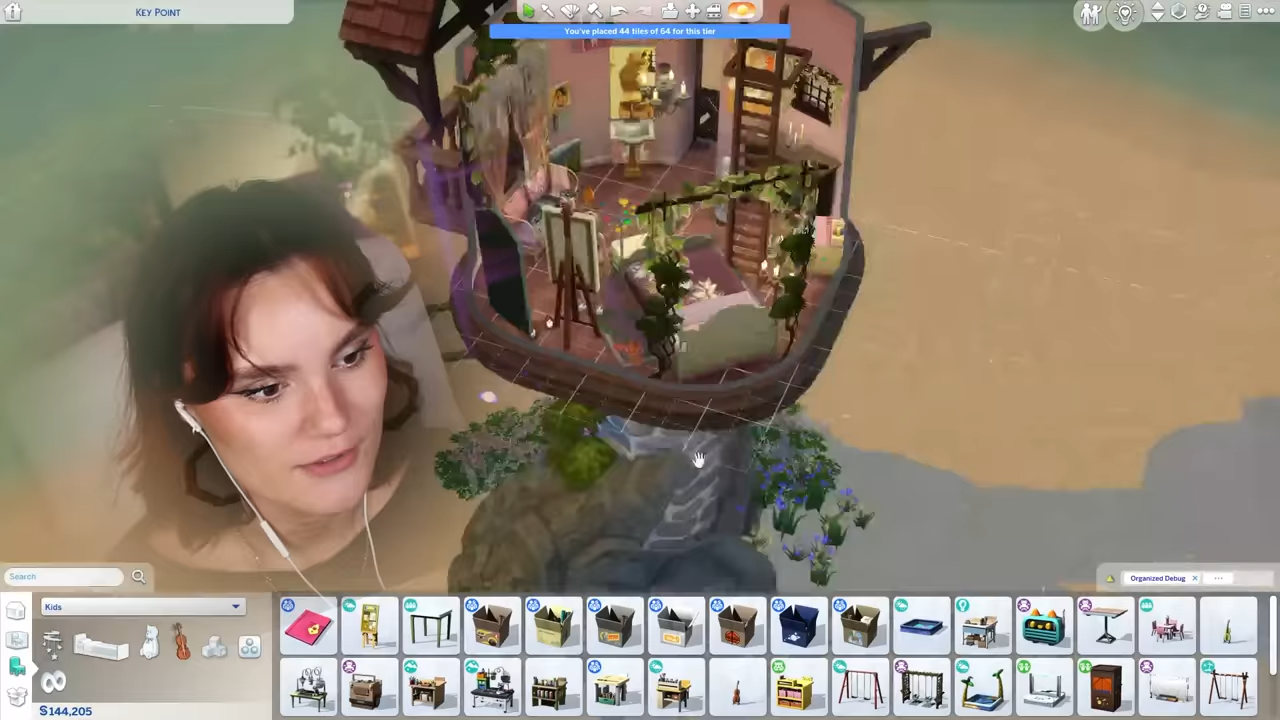 KEY POINT
You've placed 44 tiles of 64 for this tier
Search
Organized Debug
Kids
§144,205